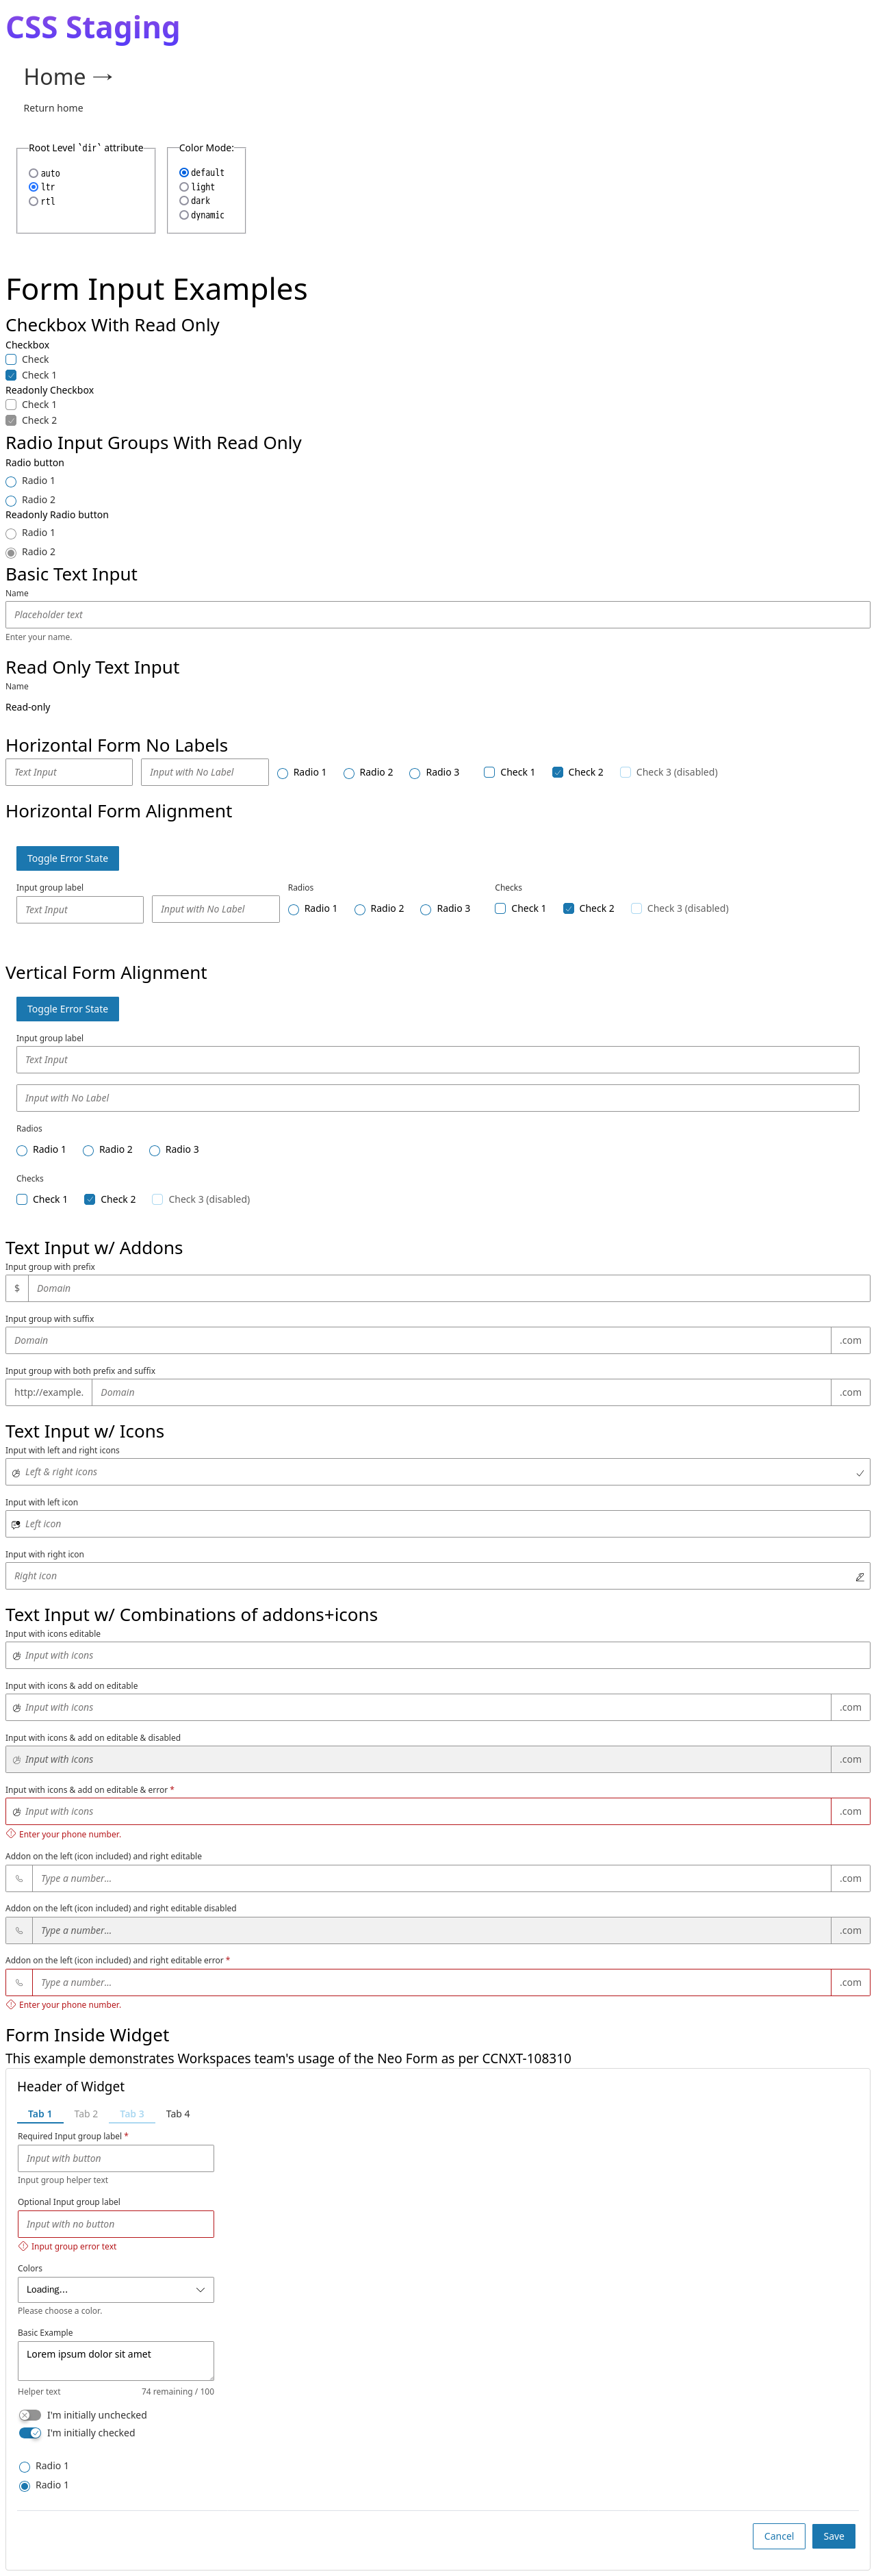 CSS Staging
Home →
Return home
Root Level `dir` attribute
auto
ltr
rtl
Color Mode:
default
light
dark
dynamic
Form Input Examples
Checkbox With Read Only
Checkbox
Check
Check 1
Readonly Checkbox
Check 1
Check 2
Radio Input Groups With Read Only
Radio button
Radio 1
Radio 2
Readonly Radio button
Radio 1
Radio 2
Basic Text Input
Name
Placeholder text
Enter your name.
Read Only Text Input
Name
Read-only
Horizontal Form No Labels
Text Input Input with No Label Radio 1 Radio 2 Radio 3 Check 1 Check 2 Check 3 (disabled)
Horizontal Form Alignment
Toggle Error State
Input group label Radios Checks
Text Input Input with No Label Radio 1 Radio 2 Radio 3 Check 1 Check 2 Check 3 (disabled)
Vertical Form Alignment
Toggle Error State
Input group label
Text Input
Input with No Label
Radios
Radio 1 Radio 2 Radio 3
Checks
Check 1 Check 2 Check 3 (disabled)
Text Input w/ Addons
Input group with prefix
$ Domain
Input group with suffix
Domain .com
Input group with both prefix and suffix
http://example. Domain .com
Text Input w/ Icons
Input with left and right icons
Left & right icons
Input with left icon
Left icon
Input with right icon
Right icon
Text Input w/ Combinations of addons+icons
Input with icons editable
Input with icons
Input with icons & add on editable
Input with icons .com
Input with icons & add on editable & disabled
Input with icons .com
Input with icons & add on editable & error *
Input with icons .com
Enter your phone number.
Addon on the left (icon included) and right editable
Type a number... .com
Addon on the left (icon included) and right editable disabled
Type a number... .com
Addon on the left (icon included) and right editable error *
Type a number... .com
Enter your phone number.
Form Inside Widget
This example demonstrates Workspaces team's usage of the Neo Form as per CCNXT-108310
Header of Widget
Tab 1 Tab 2 Tab 3 Tab 4
Required Input group label *
Input with button
Input group helper text
Optional Input group label
Input with no button
Input group error text
Colors
Loading...
Please choose a color.
Basic Example
Lorem ipsum dolor sit amet
Helper text 74 remaining / 100
I'm initially unchecked
I'm initially checked
Radio 1
Radio 1
Cancel Save